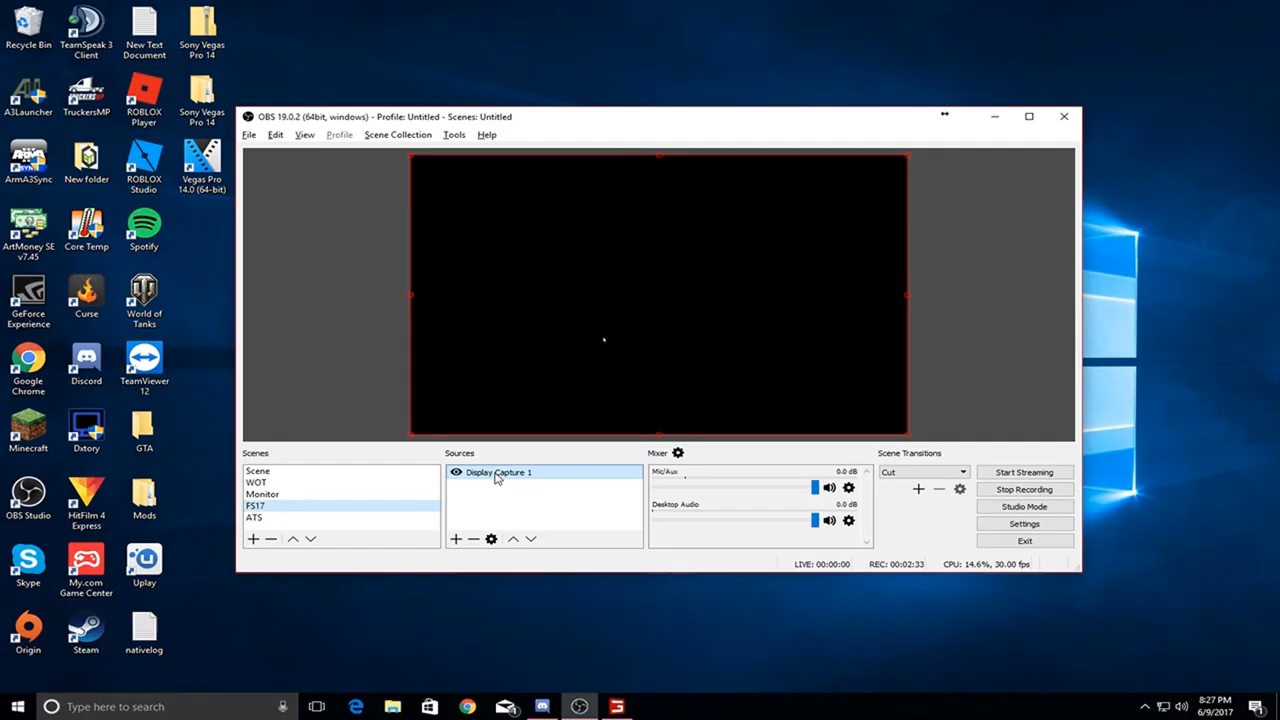 Recycle Bin
TeamSpeak 3
Client
New Text
Document
Sony Vegas
Pro 14
A3Launcher
TruckersMP
ROBLOX
Player
Sony Vegas
Pro 14
ArmA3Sync
New folder
ROBLOX
Studio
Vegas Pro
14.0 (64-bit)
ArtMoney SE
v7.45
Core Temp
Spotify
GeForce
Experience
Curse
World of
Tanks
Google
Chrome
Discord
TeamViewer
12
Minecraft
Dxtory
GTA
OBS Studio
HitFilm 4
Express
Mods
Skype
My.com
Game Center
Uplay
Origin
Steam
nativelog
OBS 19.0.2 (64bit, windows) - Profile: Untitled - Scenes: Untitled
File Edit View Profile Scene Collection Tools Help
Scenes
Scene
WOT
Monitor
FS17
ATS
Sources
Display Capture 1
Mixer
Mic/Aux 0.0 dB
Desktop Audio 0.0 dB
Scene Transitions
Cut
Start Streaming
Stop Recording
Studio Mode
Settings
Exit
LIVE: 00:00:00 REC: 00:02:33 CPU: 14.6%, 30.00 fps
Type here to search
8:27 PM
6/9/2017